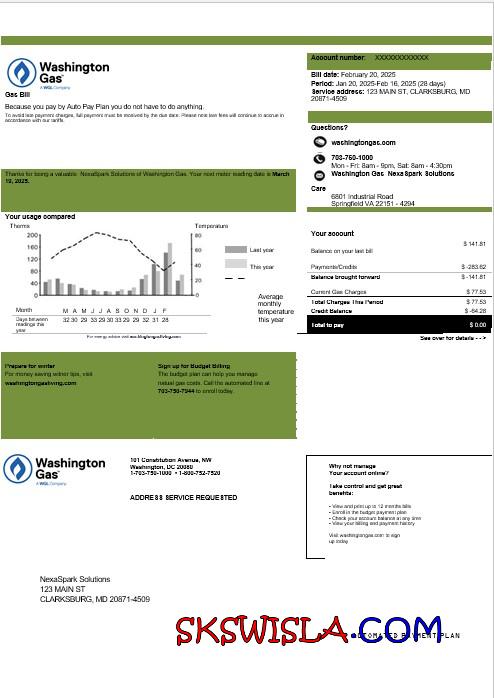 Washington
Gas
A WGL Company
Gas Bill
Because you pay by Auto Pay Plan you do not have to do anything.
To avoid late payment charges, full payment must be received by the due date. Please note late fees will continue to accrue in
accordance with our tariffs.
Account number: XXXXXXXXXXXX
Bill date: February 20, 2025
Period: Jan 20, 2025-Feb 16, 2025 (28 days)
Service address: 123 MAIN ST, CLARKSBURG, MD
20871-4509
Questions?
washingtongas.com
703-750-1000
Mon - Fri: 8am - 9pm, Sat: 8am - 4:30pm
Washington Gas NexaSpark Solutions
Care
6801 Industrial Road
Springfield VA 22151 - 4294
Thanks for being a valuable NexaSpark Solutions of Washington Gas. Your next meter reading is March
19, 2025.
Your usage compared
Therms
Temperature
200
160
120
80
40
0
80
60
40
20
0
Last year
This year
Average
monthly
temperature
this year
Month M A M J J A S O N D J F
Days between 32 30 29 33 29 30 33 29 29 32 31 28
readings this
year
For energy advice visit washingtongasliving.com
Your account
Balance on your last bill $ 141.81
Payments/Credits $ -283.62
Balance brought forward $ -141.81
Current Gas Charges $ 77.53
Total Charges This Period $ 77.53
Credit Balance $ -64.28
Total to pay $ 0.00
See over for details - - >
Prepare for winter
For money saving winter tips, visit
washingtongasliving.com
Sign up for Budget Billing
The budget plan can help you manage
natural gas costs. Call the automated line at
703-750-7944 to enroll today.
Washington
Gas
A WGL Company
101 Constitution Avenue, NW
Washington, DC 20080
1-703-750-1000 • 1-800-752-7520
ADDRESS SERVICE REQUESTED
Why not manage
Your account online?
Take control and get great
benefits:
• View and print up to 12 months bills
• Enroll in the budget payment plan
• Check your account balance at any time
• View your billing and payment history
Visit washingtongas.com to sign
up today
NexaSpark Solutions
123 MAIN ST
CLARKSBURG, MD 20871-4509
SKSWISLA.COM
AUTOMATED PAYMENT PLAN